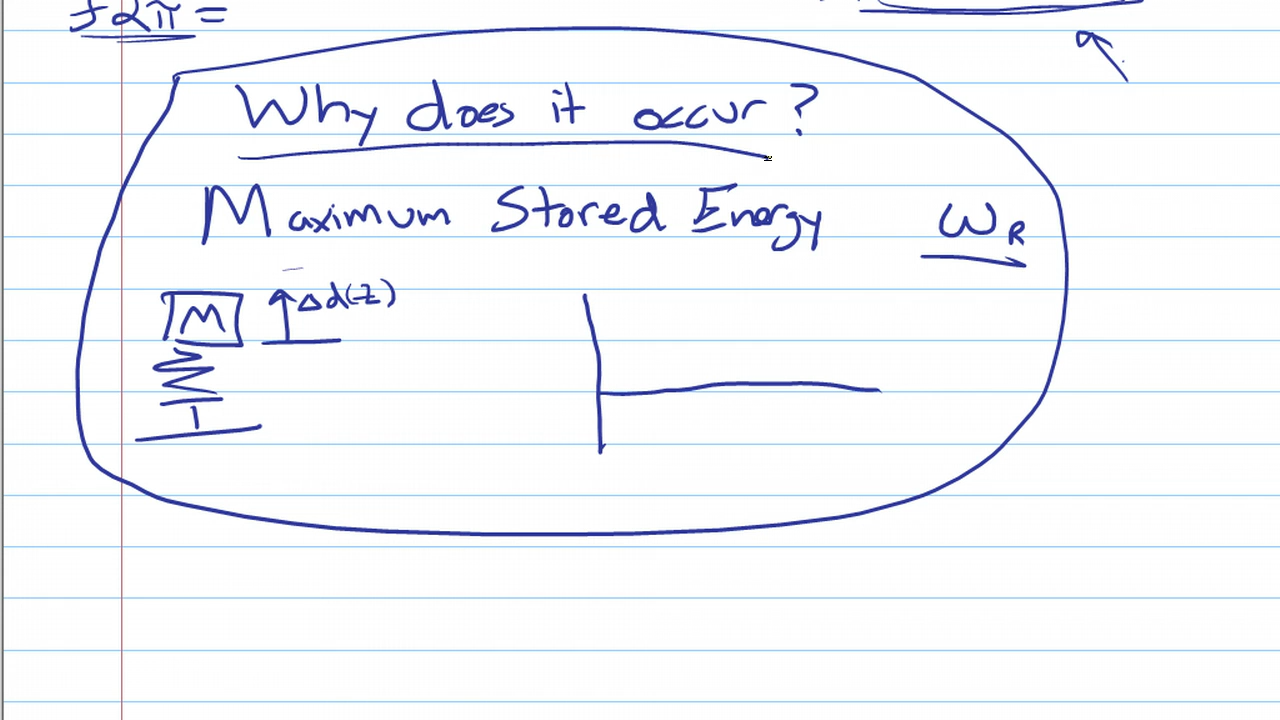 f2π =
Why does it occur?
Maximum Stored Energy ω_R
M Δd(z)